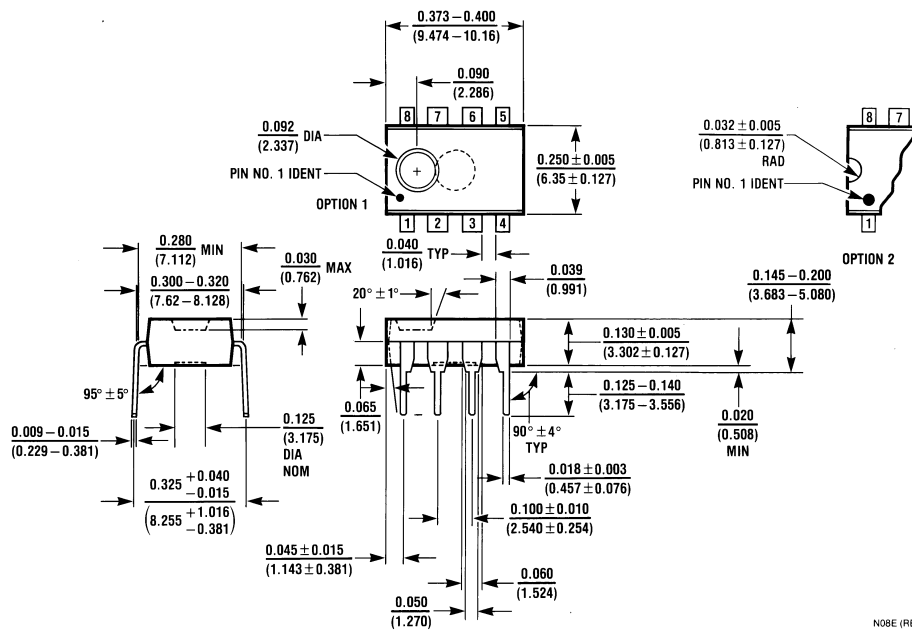 0.373 – 0.400
(9.474 – 10.16)
0.090
(2.286)
8 7 6 5
0.092 DIA
(2.337)
PIN NO. 1 IDENT
OPTION 1
0.250 ± 0.005
(6.35 ± 0.127)
1 2 3 4
0.032 ± 0.005
(0.813 ± 0.127)
RAD
PIN NO. 1 IDENT
8 7
1
OPTION 2
0.280 MIN
(7.112)
0.300 – 0.320
(7.62 – 8.128)
0.030 MAX
(0.762)
0.040 TYP
(1.016)
0.039
(0.991)
20° ± 1°
0.145 – 0.200
(3.683 – 5.080)
0.130 ± 0.005
(3.302 ± 0.127)
0.125 – 0.140
(3.175 – 3.556)
0.020
(0.508)
MIN
95° ± 5°
0.009 – 0.015
(0.229 – 0.381)
0.125
(3.175)
DIA
NOM
0.065
(1.651)
90° ± 4°
TYP
0.018 ± 0.003
(0.457 ± 0.076)
0.325 +0.040
−0.015
(8.255 +1.016
−0.381)
0.100 ± 0.010
(2.540 ± 0.254)
0.045 ± 0.015
(1.143 ± 0.381)
0.060
(1.524)
0.050
(1.270)
N08E (RE